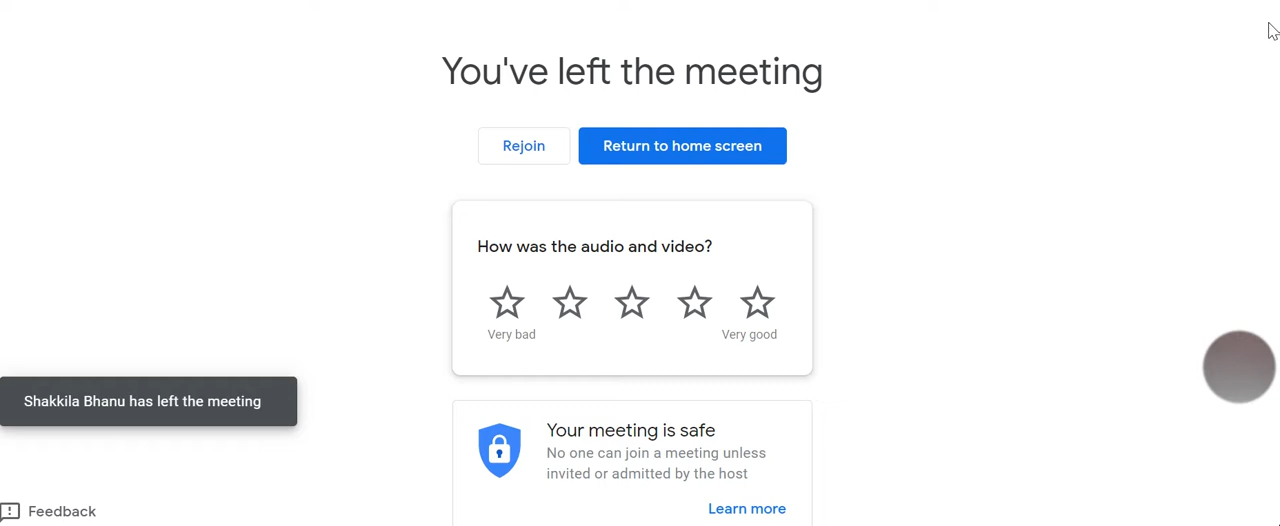 You've left the meeting
Rejoin
Return to home screen
How was the audio and video?
Very bad
Very good
Shakkila Bhanu has left the meeting
Your meeting is safe
No one can join a meeting unless
invited or admitted by the host
Learn more
Feedback